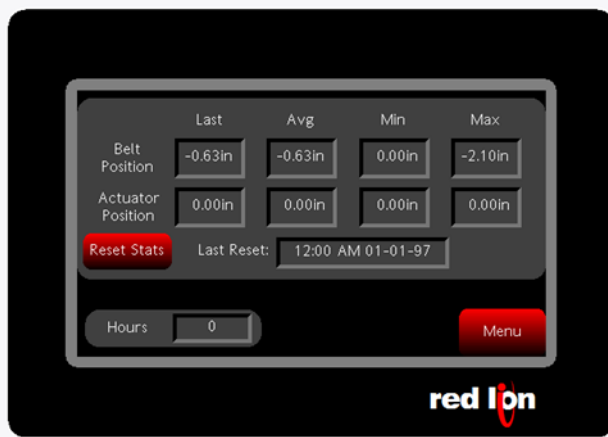 Last Avg Min Max
Belt Position -0.63in -0.63in 0.00in -2.10in
Actuator Position 0.00in 0.00in 0.00in 0.00in
Reset Stats Last Reset: 12:00 AM 01-01-97
Hours 0
Menu
red lion